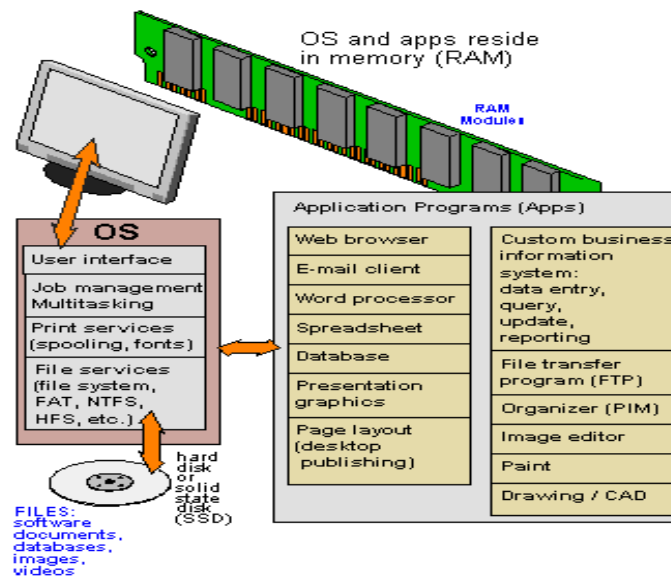 OS and apps reside
in memory (RAM)
RAM
Modules
OS
User interface
Job management
Multitasking
Print services
(spooling, fonts)
File services
(file system,
FAT, NTFS,
HFS, etc.)
hard
disk
or
solid
state
disk
(SSD)
FILES:
software
documents,
databases,
images,
videos
Application Programs (Apps)
Web browser
E-mail client
Word processor
Spreadsheet
Database
Presentation
graphics
Page layout
(desktop
publishing)
Custom business
information
system:
data entry,
query,
update,
reporting
File transfer
program (FTP)
Organizer (PIM)
Image editor
Paint
Drawing / CAD